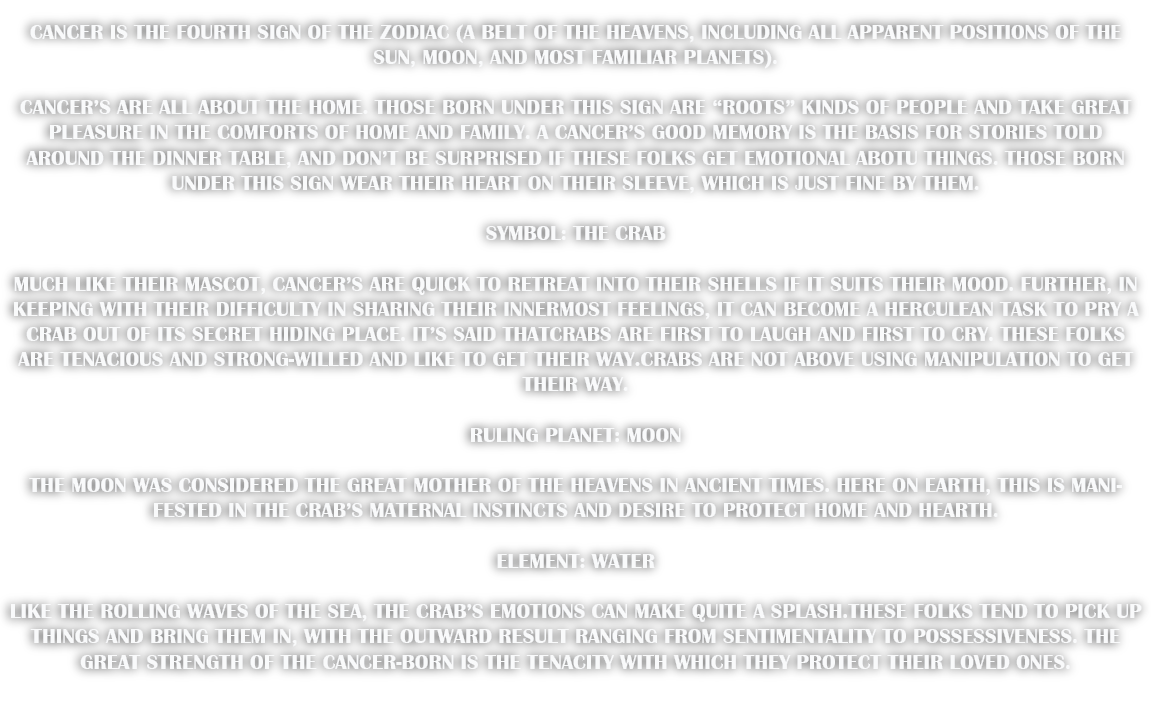 CANCER IS THE FOURTH SIGN OF THE ZODIAC (A BELT OF THE HEAVENS, INCLUDING ALL APPARENT POSITIONS OF THE
SUN, MOON, AND MOST FAMILIAR PLANETS).
CANCER'S ARE ALL ABOUT THE HOME. THOSE BORN UNDER THIS SIGN ARE “ROOTS” KINDS OF PEOPLE AND TAKE GREAT
PLEASURE IN THE COMFORTS OF HOME AND FAMILY. A CANCER'S GOOD MEMORY IS THE BASIS FOR STORIES TOLD
AROUND THE DINNER TABLE, AND DON'T BE SURPRISED IF THESE FOLKS GET EMOTIONAL ABOTU THINGS. THOSE BORN
UNDER THIS SIGN WEAR THEIR HEART ON THEIR SLEEVE, WHICH IS JUST FINE BY THEM.
SYMBOL: THE CRAB
MUCH LIKE THEIR MASCOT, CANCER'S ARE QUICK TO RETREAT INTO THEIR SHELLS IF IT SUITS THEIR MOOD. FURTHER, IN
KEEPING WITH THEIR DIFFICULTY IN SHARING THEIR INNERMOST FEELINGS, IT CAN BECOME A HERCULEAN TASK TO PRY A
CRAB OUT OF ITS SECRET HIDING PLACE. IT'S SAID THATCRABS ARE FIRST TO LAUGH AND FIRST TO CRY. THESE FOLKS
ARE TENACIOUS AND STRONG-WILLED AND LIKE TO GET THEIR WAY.CRABS ARE NOT ABOVE USING MANIPULATION TO GET
THEIR WAY.
RULING PLANET: MOON
THE MOON WAS CONSIDERED THE GREAT MOTHER OF THE HEAVENS IN ANCIENT TIMES. HERE ON EARTH, THIS IS MANI-
FESTED IN THE CRAB'S MATERNAL INSTINCTS AND DESIRE TO PROTECT HOME AND HEARTH.
ELEMENT: WATER
LIKE THE ROLLING WAVES OF THE SEA, THE CRAB'S EMOTIONS CAN MAKE QUITE A SPLASH.THESE FOLKS TEND TO PICK UP
THINGS AND BRING THEM IN, WITH THE OUTWARD RESULT RANGING FROM SENTIMENTALITY TO POSSESSIVENESS. THE
GREAT STRENGTH OF THE CANCER-BORN IS THE TENACITY WITH WHICH THEY PROTECT THEIR LOVED ONES.